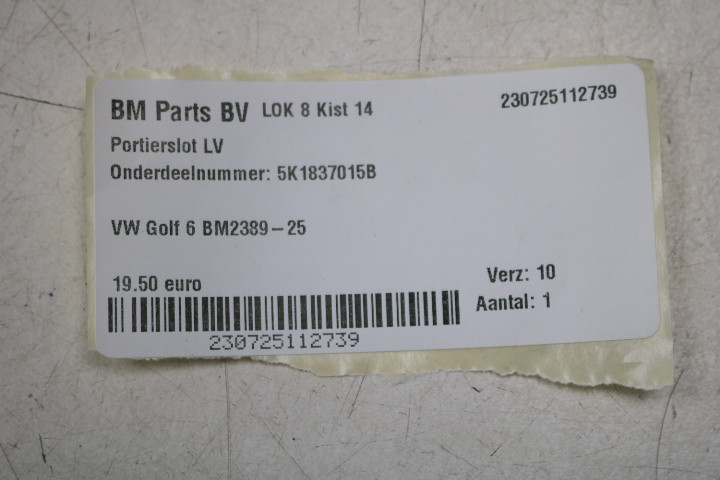 BM Parts BV LOK 8 Kist 14 230725112739
Portierslot LV
Onderdeelnummer: 5K1837015B
VW Golf 6 BM2389-25
19.50 euro Verz: 10
Aantal: 1
230725112739